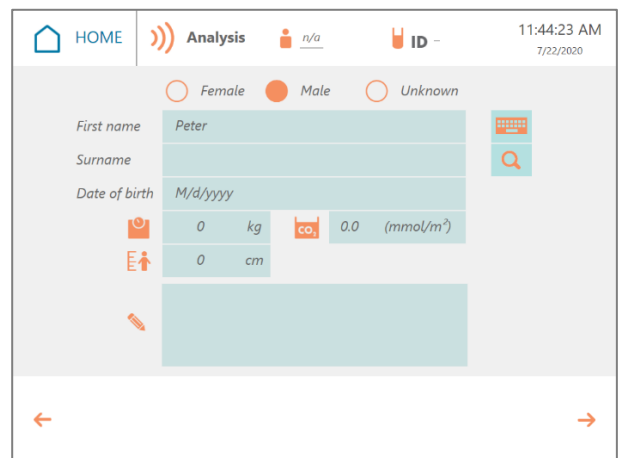 HOME Analysis n/a ID – 11:44:23 AM
7/22/2020
Female Male Unknown
First name Peter
Surname
Date of birth M/d/yyyy
0 kg CO₂ 0.0 (mmol/m²)
0 cm